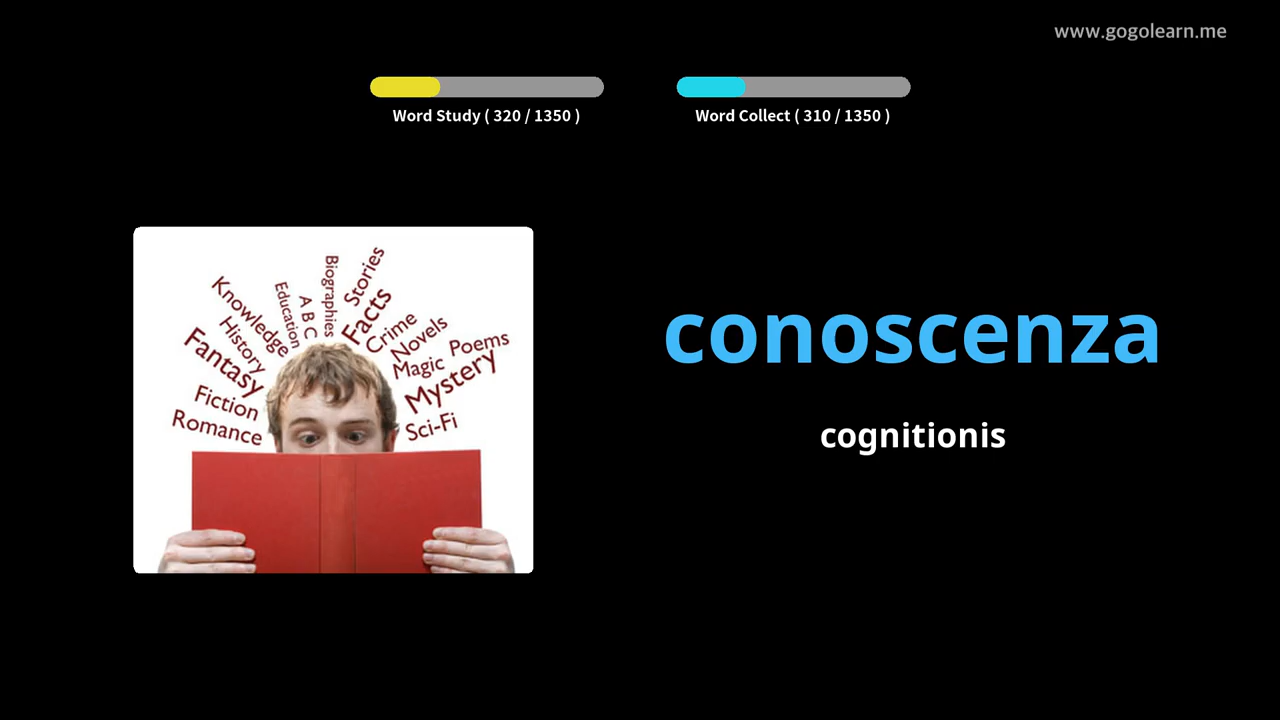 www.gogolearn.me
Word Study ( 320 / 1350 )
Word Collect ( 310 / 1350 )
Stories
Biographies
Facts
A B C
Education
Knowledge
Crime
History
Novels
Poems
Fantasy
Magic
Mystery
Fiction
Romance
Sci-Fi
conoscenza
cognitionis